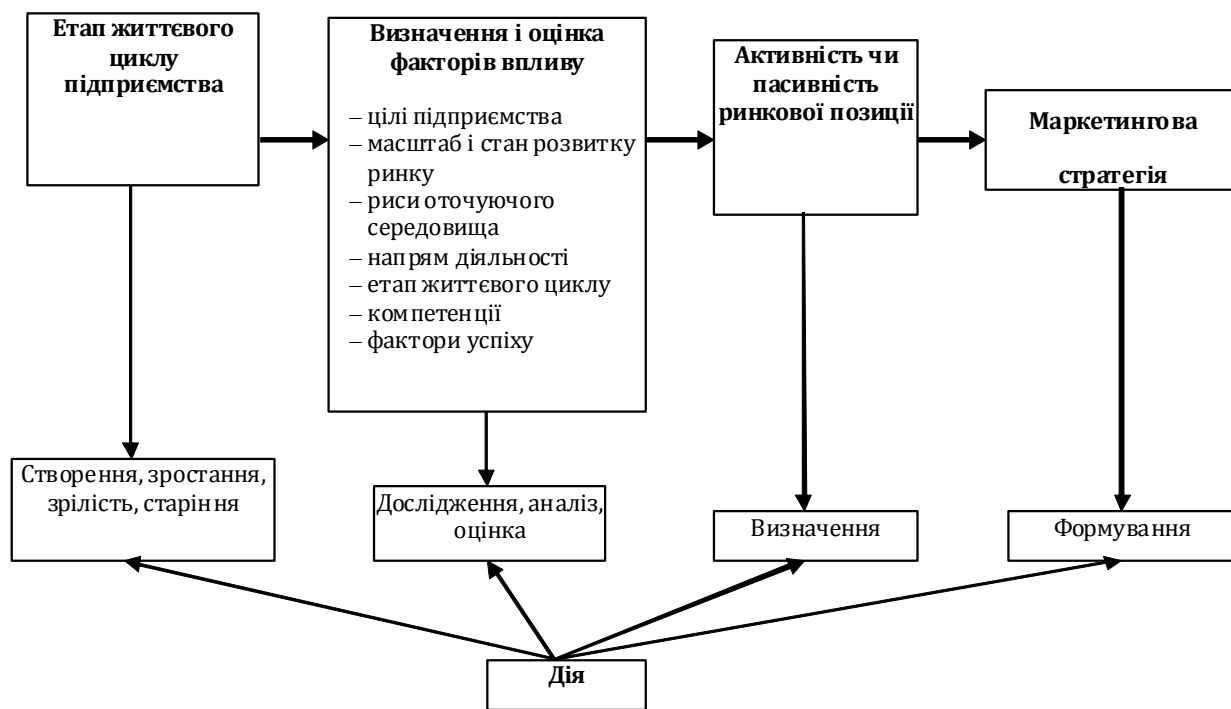 Етап життєвого
циклу
підприємства
Визначення і оцінка
факторів впливу
– цілі підприємства
– масштаб і стан розвитку
ринку
– риси оточуючого
середовища
– напрям діяльності
– етап життєвого циклу
– компетенції
– фактори успіху
Активність чи
пасивність
ринкової позиції
Маркетингова
стратегія
Створення, зростання,
зрілість, старіння
Дослідження, аналіз,
оцінка
Визначення
Формування
Дія